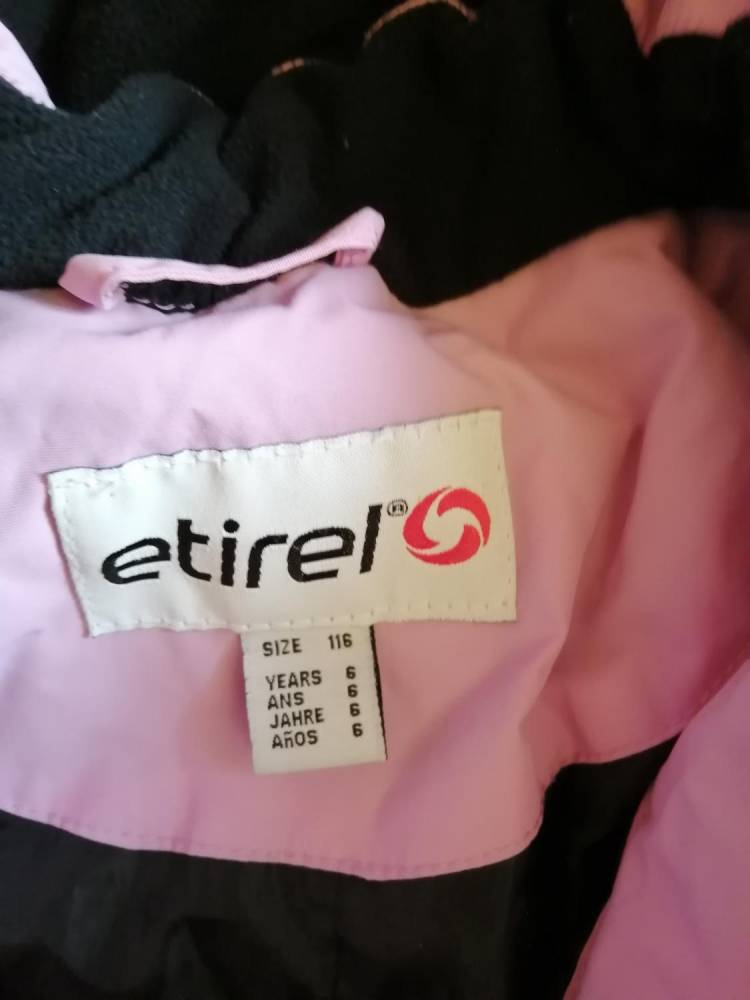 etirel®
SIZE 116
YEARS 6
ANS 6
JAHRE 6
AñOS 6